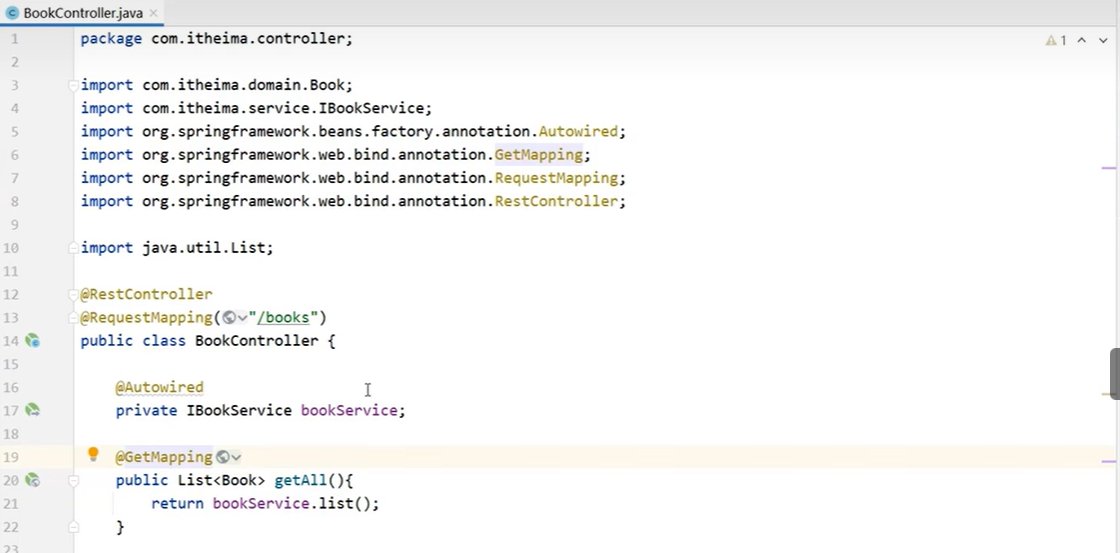 BookController.java
1
1 package com.itheima.controller;
2
3 import com.itheima.domain.Book;
4 import com.itheima.service.IBookService;
5 import org.springframework.beans.factory.annotation.Autowired;
6 import org.springframework.web.bind.annotation.GetMapping;
7 import org.springframework.web.bind.annotation.RequestMapping;
8 import org.springframework.web.bind.annotation.RestController;
9
10 import java.util.List;
11
12 @RestController
13 @RequestMapping("/books")
14 public class BookController {
15
16 @Autowired
17 private IBookService bookService;
18
19 @GetMapping
20 public List<Book> getAll(){
21 return bookService.list();
22 }
23